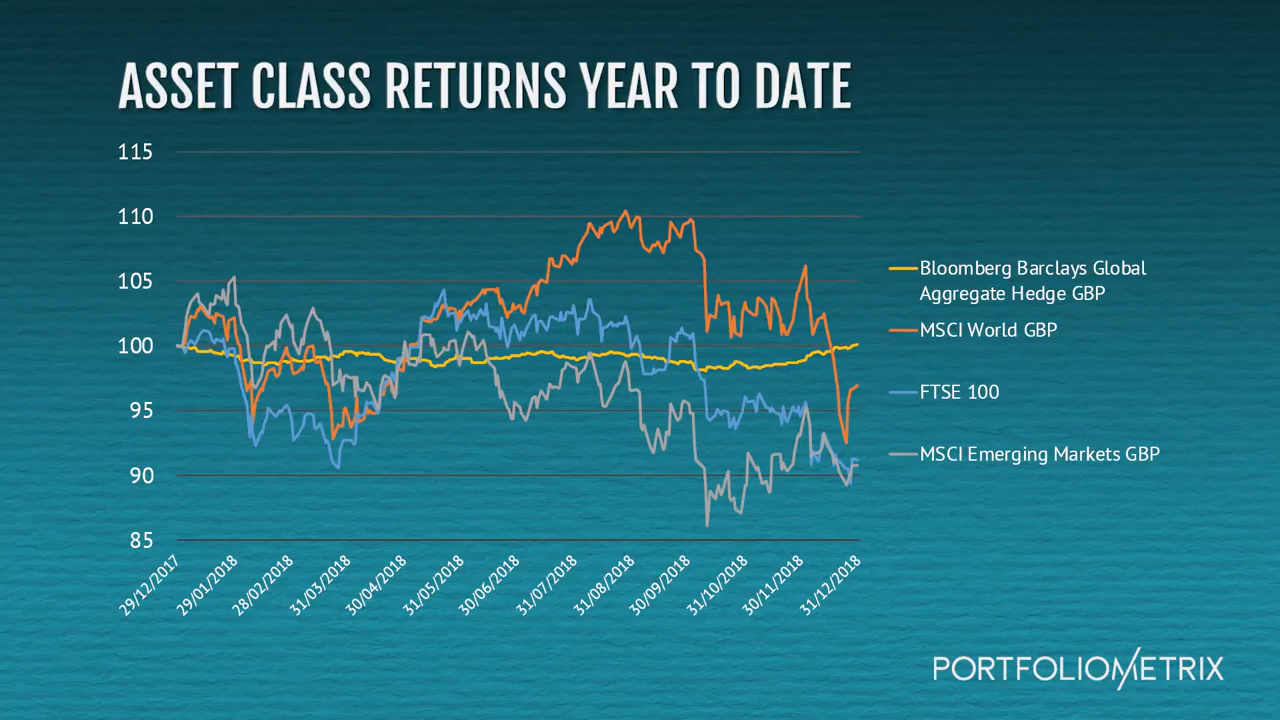 ASSET CLASS RETURNS YEAR TO DATE
115
110
105
100
95
90
85
29/12/2017
29/01/2018
28/02/2018
31/03/2018
30/04/2018
31/05/2018
30/06/2018
31/07/2018
31/08/2018
30/09/2018
31/10/2018
30/11/2018
31/12/2018
Bloomberg Barclays Global
Aggregate Hedge GBP
MSCI World GBP
FTSE 100
MSCI Emerging Markets GBP
PORTFOLIOMETRIX